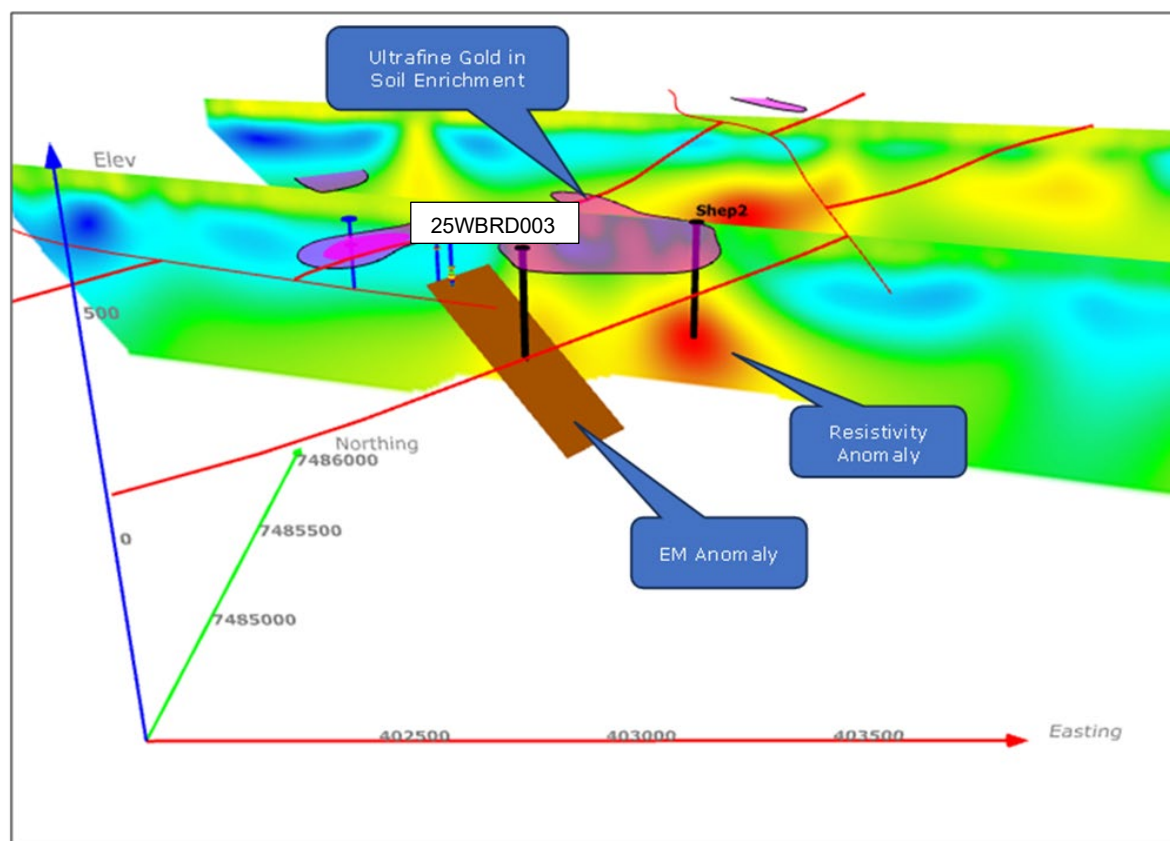 Ultrafine Gold in
Soil Enrichment
Elev
25WBRD003
Shep2
500
Resistivity
Anomaly
Northing
7486000
7485500
0
EM Anomaly
7485000
402500
403000
403500
Easting